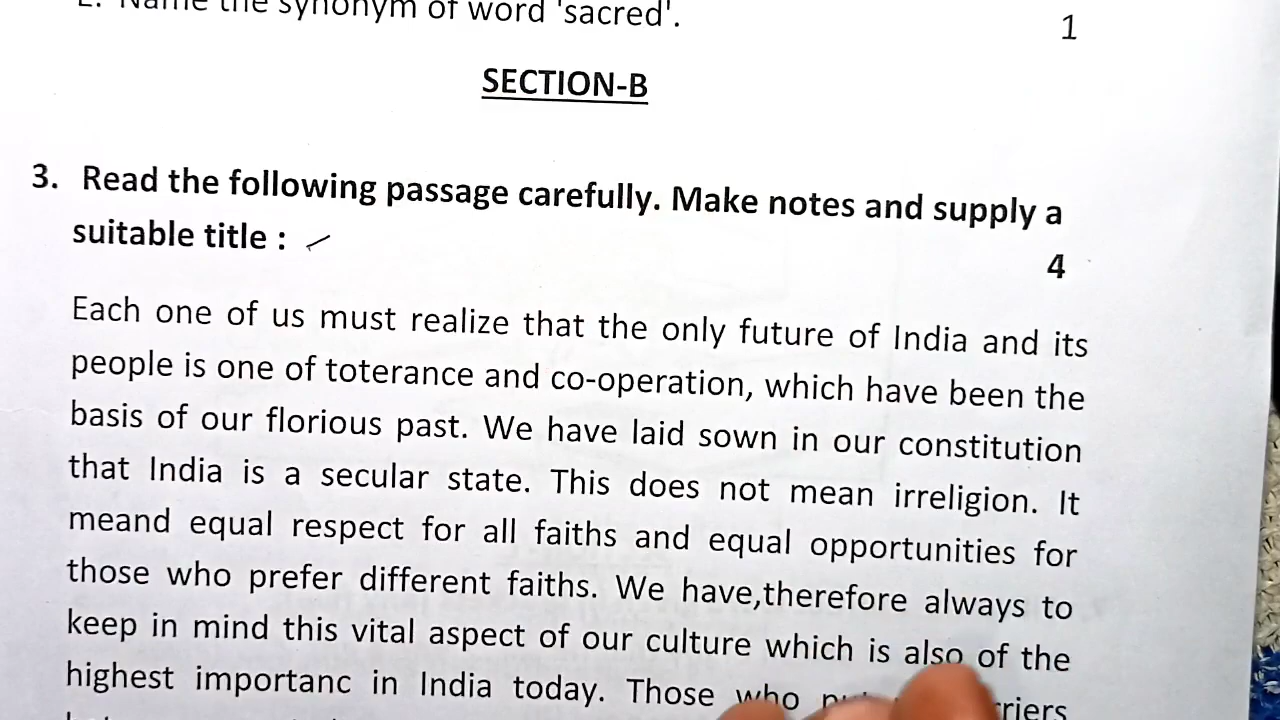 Name the synonym of word 'sacred'.
1
SECTION-B
3. Read the following passage carefully. Make notes and supply a
suitable title :
4
Each one of us must realize that the only future of India and its
people is one of toterance and co-operation, which have been the
basis of our florious past. We have laid sown in our constitution
that India is a secular state. This does not mean irreligion. It
meand equal respect for all faiths and equal opportunities for
those who prefer different faiths. We have,therefore always to
keep in mind this vital aspect of our culture which is also of the
highest importanc in India today. Those who